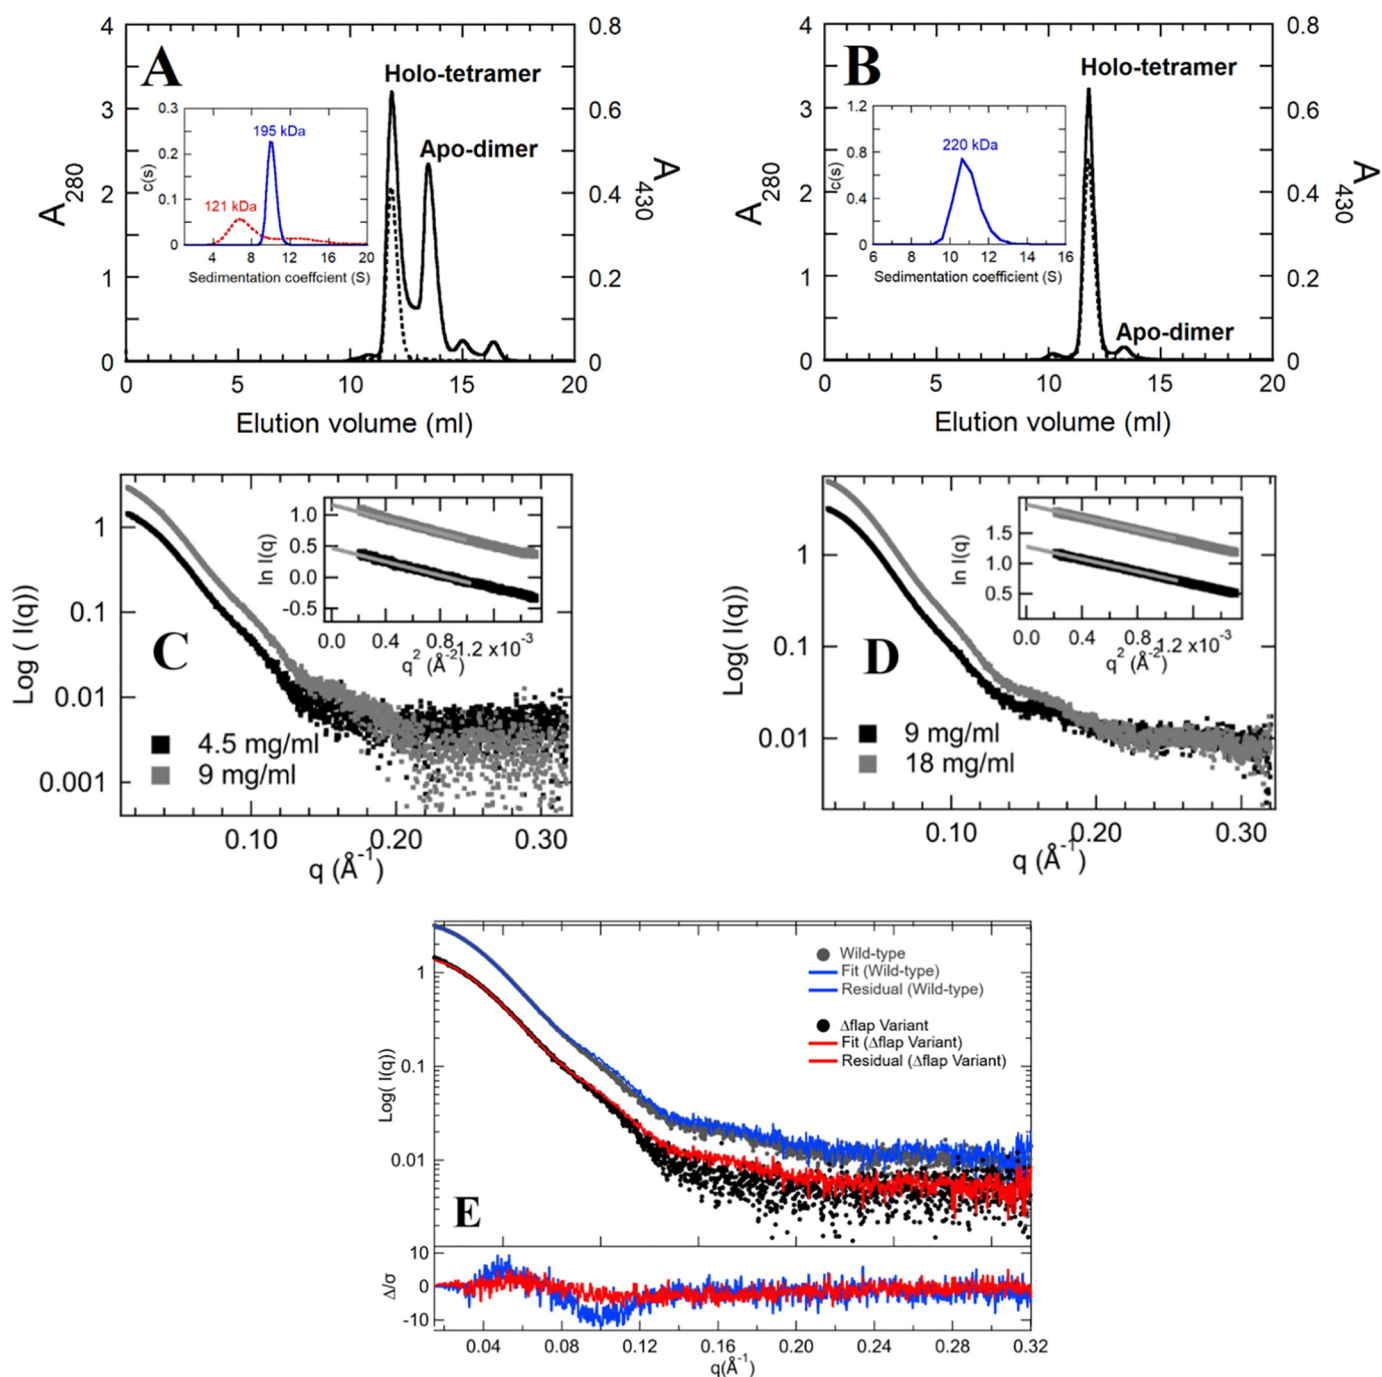 A
A280
A430
4
3
2
1
0
0.8
0.6
0.4
0.2
0
Holo-tetramer
Apo-dimer
0.3
0.2
0.1
0
c(s)
195 kDa
121 kDa
4 8 12 16 20
Sedimentation coeffcient (S)
0 5 10 15 20
Elution volume (ml)
B
A280
A430
4
3
2
1
0
0.8
0.6
0.4
0.2
0
Holo-tetramer
Apo-dimer
1.2
0.8
0.4
0
c(s)
220 kDa
6 8 10 12 14 16
Sedimentation coeffcient (S)
0 5 10 15 20
Elution volume (ml)
C
Log ( I(q))
1
0.1
0.01
0.001
ln I(q)
1.0
0.5
0.0
-0.5
0.0 0.4 0.8 1.2 x10⁻³
q² (Å⁻²)
4.5 mg/ml
9 mg/ml
0.10 0.20 0.30
q (Å⁻¹)
D
Log( I(q))
1
0.1
0.01
ln I(q)
1.5
1.0
0.5
0.0 0.4 0.8 1.2 x10⁻³
q² (Å⁻²)
9 mg/ml
18 mg/ml
0.10 0.20 0.30
q (Å⁻¹)
E
Log( I(q))
1
0.1
0.01
Wild-type
Fit (Wild-type)
Residual (Wild-type)
Δflap Variant
Fit (Δflap Variant)
Residual (Δflap Variant)
Δ/σ
10
0
-10
0.04 0.08 0.12 0.16 0.20 0.24 0.28 0.32
q(Å⁻¹)